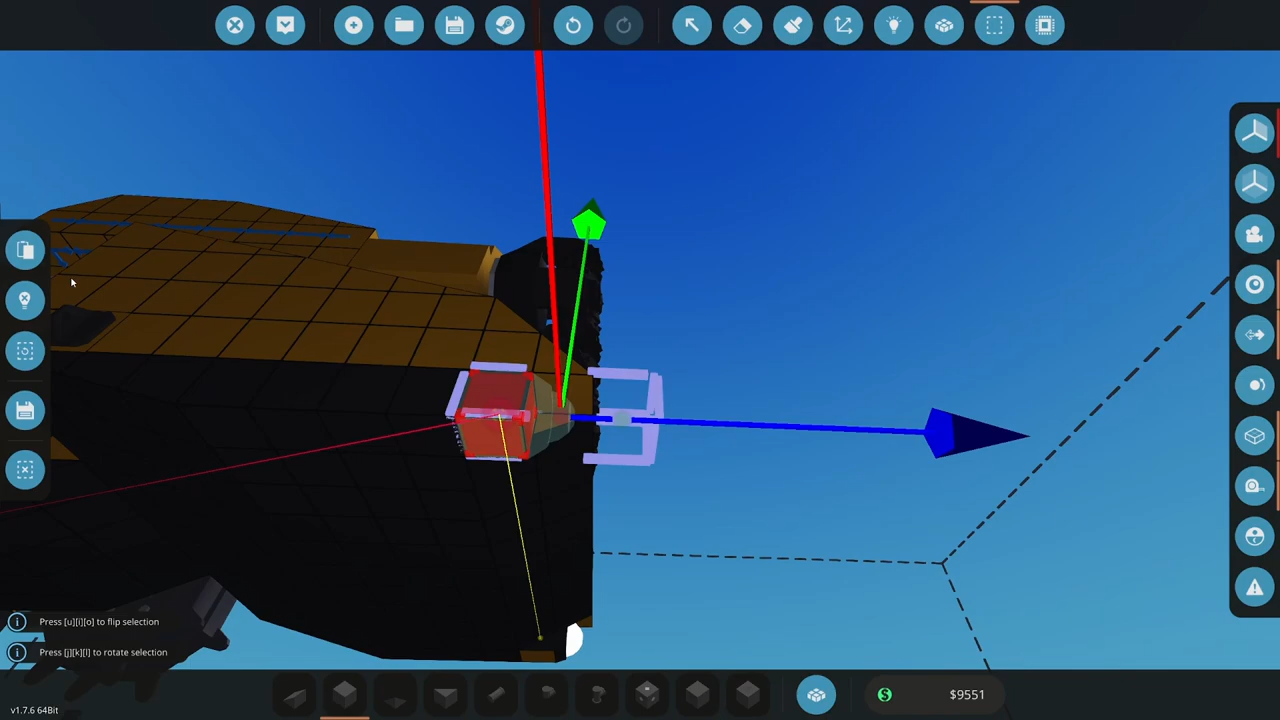 Press [u][i][o] to flip selection
Press [j][k][l] to rotate selection
$9551
v1.7.6 64Bit